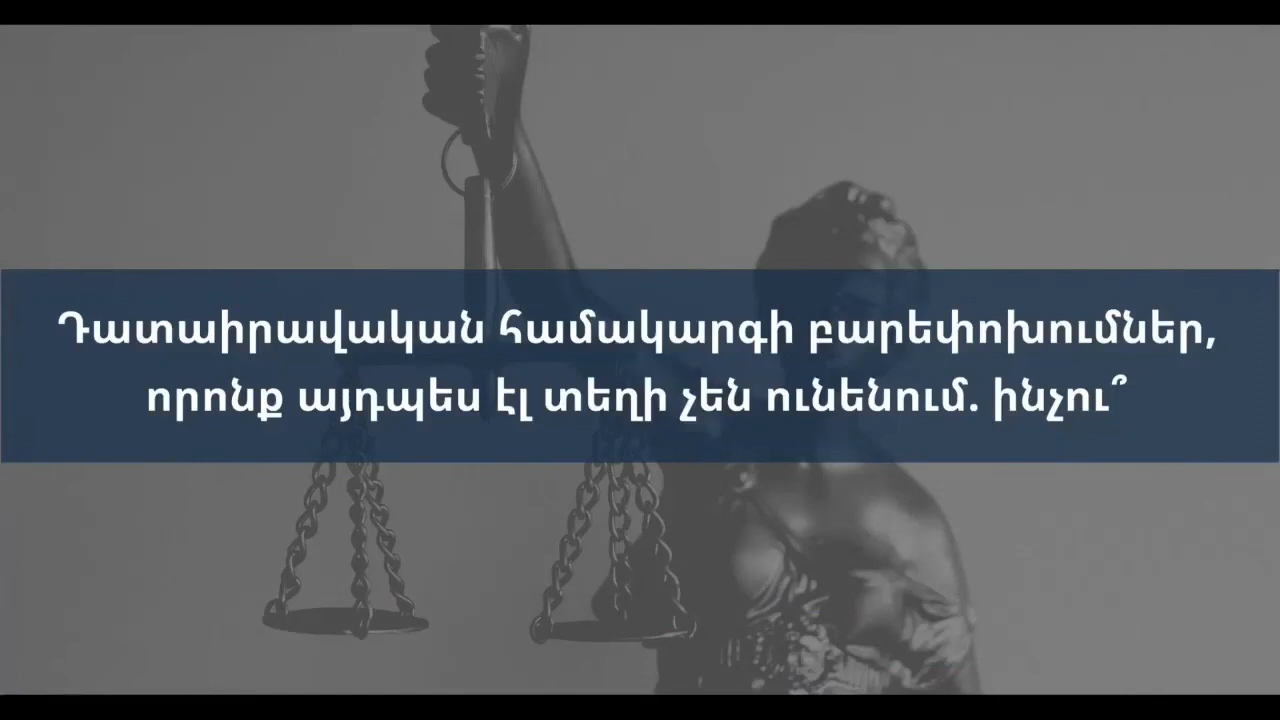 Դատաիրավական համակարգի բարեփոխումներ,
որոնք այդպես էլ տեղի չեն ունենում. ինչու՞